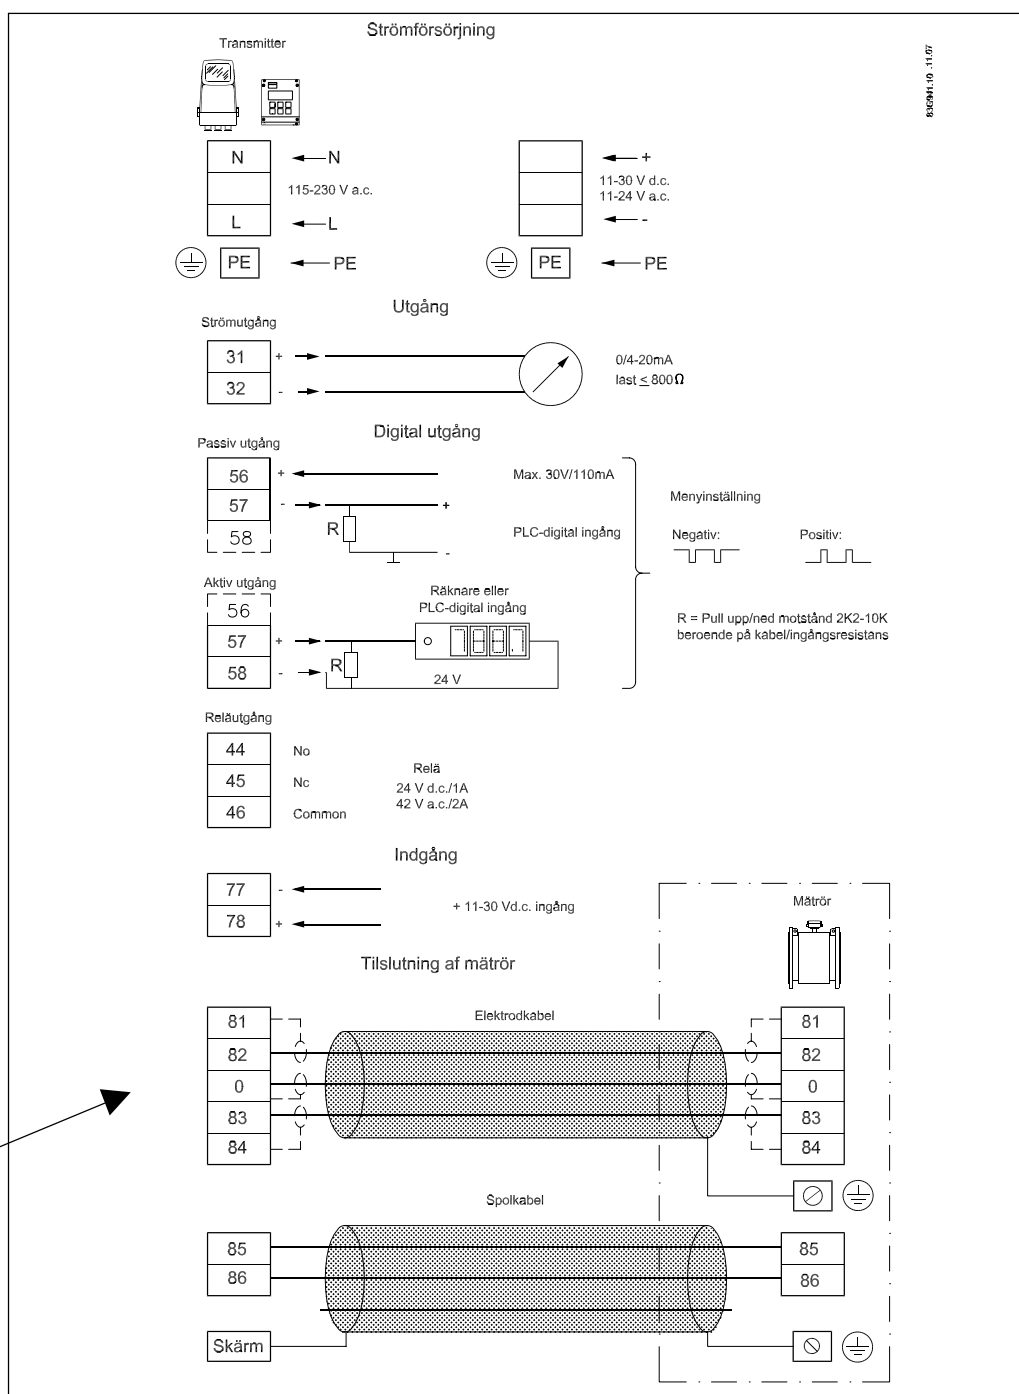 Strömförsörjning
Transmitter
83G941.10 .11.07
N
N
115-230 V a.c.
L
L
PE
PE
+
11-30 V d.c.
11-24 V a.c.
-
PE
PE
Utgång
Strömutgång
31 +
32 -
0/4-20mA
last ≤ 800Ω
Digital utgång
Passiv utgång
56 +
57 -
58
R
+
-
Max. 30V/110mA
PLC-digital ingång
Menyinställning
Negativ:
Positiv:
R = Pull upp/ned motstånd 2K2-10K
beroende på kabel/ingångsresistans
Aktiv utgång
56
57 +
58 -
R
Räknare eller
PLC-digital ingång
24 V
Reläutgång
44 No
45 Nc
46 Common
Relä
24 V d.c./1A
42 V a.c./2A
Indgång
77 -
78 +
+ 11-30 Vd.c. ingång
Mätrör
Tilslutning af mätrör
Elektrodkabel
81
82
0
83
84
81
82
0
83
84
Spolkabel
85
86
85
86
Skärm